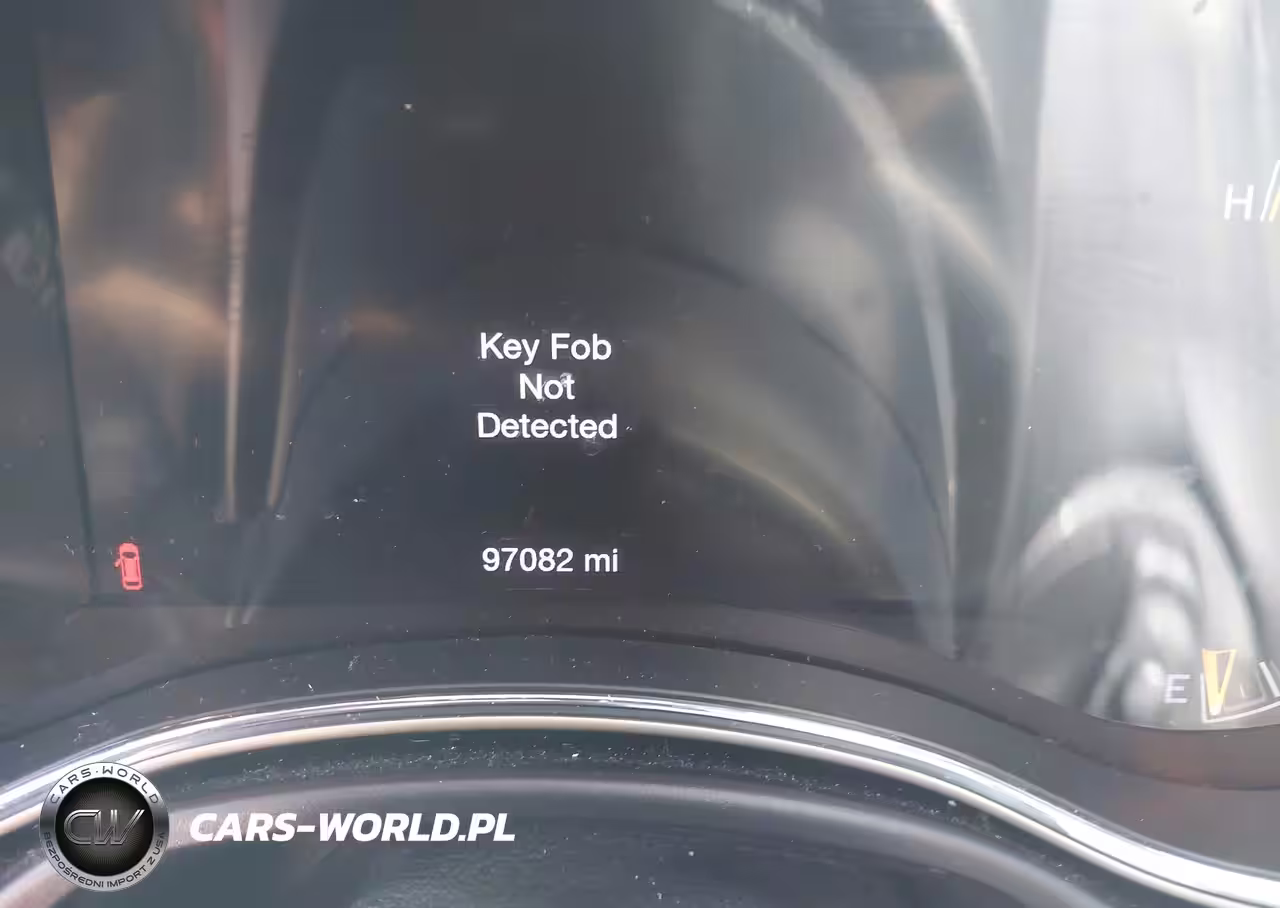 H
Key Fob
Not
Detected
97082 mi
E
CARS-WORLD
CW
BEZPOŚREDNI IMPORT Z USA
CARS-WORLD.PL